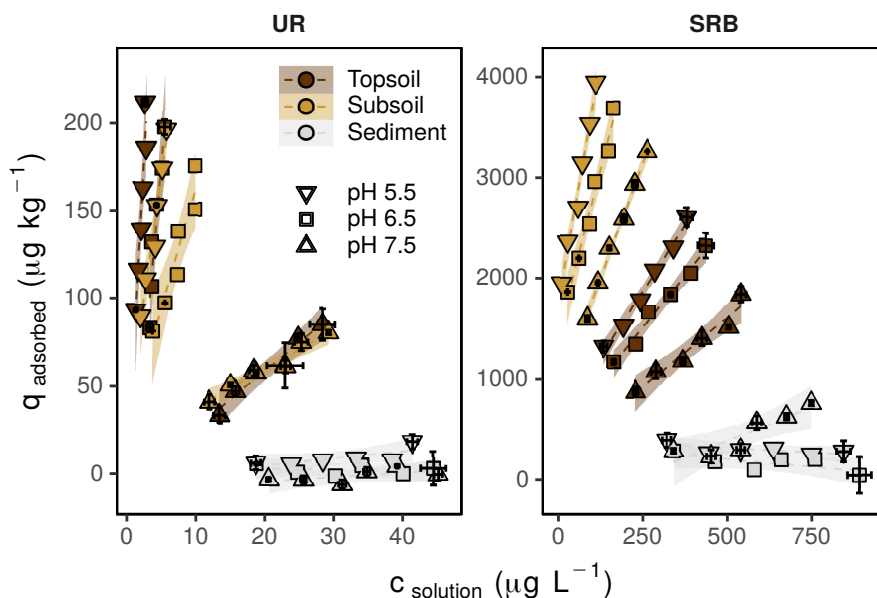 UR
SRB
Topsoil
Subsoil
Sediment
pH 5.5
pH 6.5
pH 7.5
200
150
100
50
0
4000
3000
2000
1000
0
0 10 20 30 40
0 250 500 750
q adsorbed (μg kg⁻¹)
c solution (μg L⁻¹)